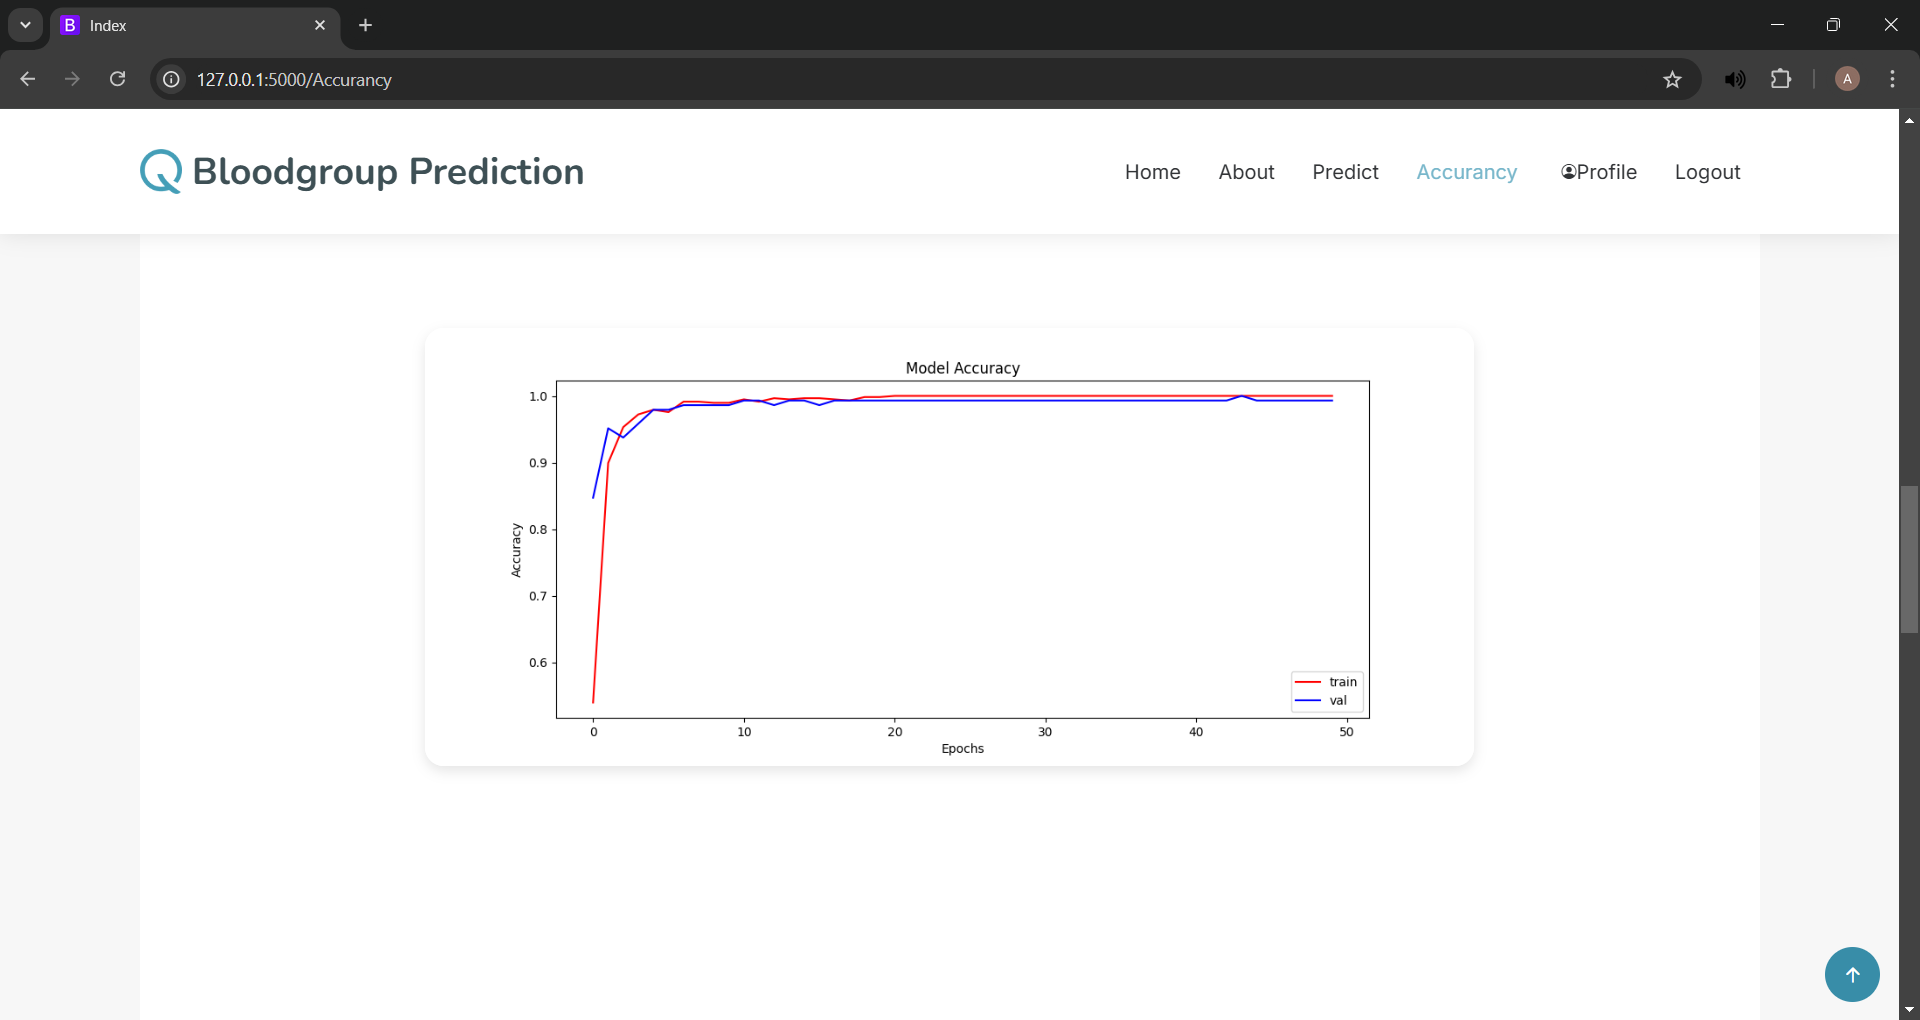 B Index
127.0.0.1:5000/Accurancy
A
Bloodgroup Prediction
Home About Predict Accurancy Profile Logout
Model Accuracy
1.0
0.9
0.8
0.7
0.6
Accuracy
train
val
0 10 20 30 40 50
Epochs